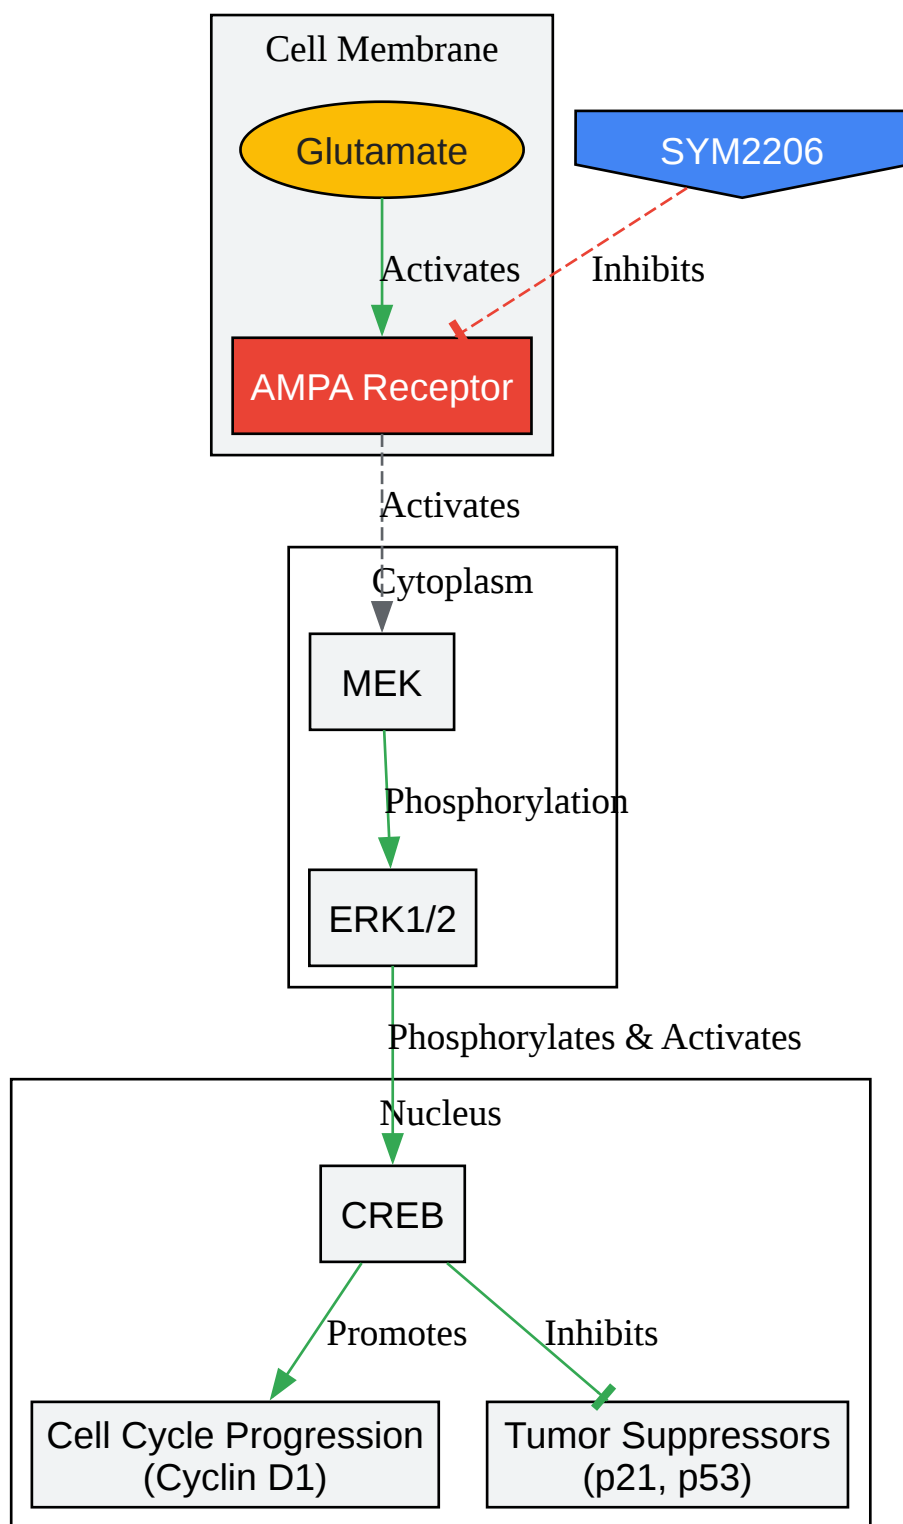 Cell Membrane
Glutamate
SYM2206
Activates
Inhibits
AMPA Receptor
Activates
Cytoplasm
MEK
Phosphorylation
ERK1/2
Phosphorylates & Activates
Nucleus
CREB
Promotes
Inhibits
Cell Cycle Progression
(Cyclin D1)
Tumor Suppressors
(p21, p53)